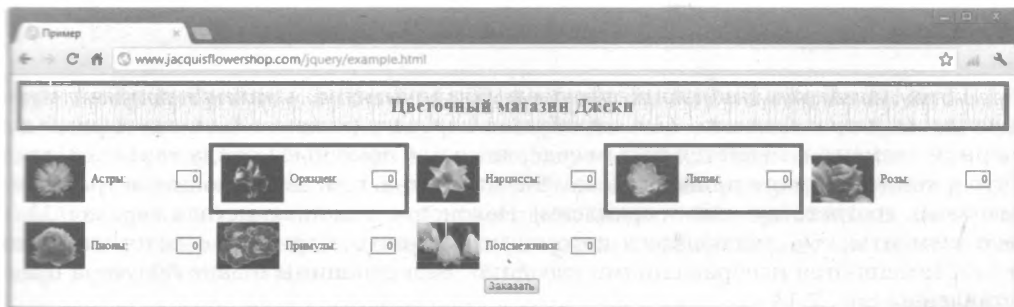 Пример
www.jacquisflowershop.com/jquery/example.html
Цветочный магазин Джеки
Астры: 0 Орхидеи: 0 Нарциссы: 0 Пионы: 0 Розы: 0
Пионы: 0 Примулы: 0 Подснежники: 0
Заказать